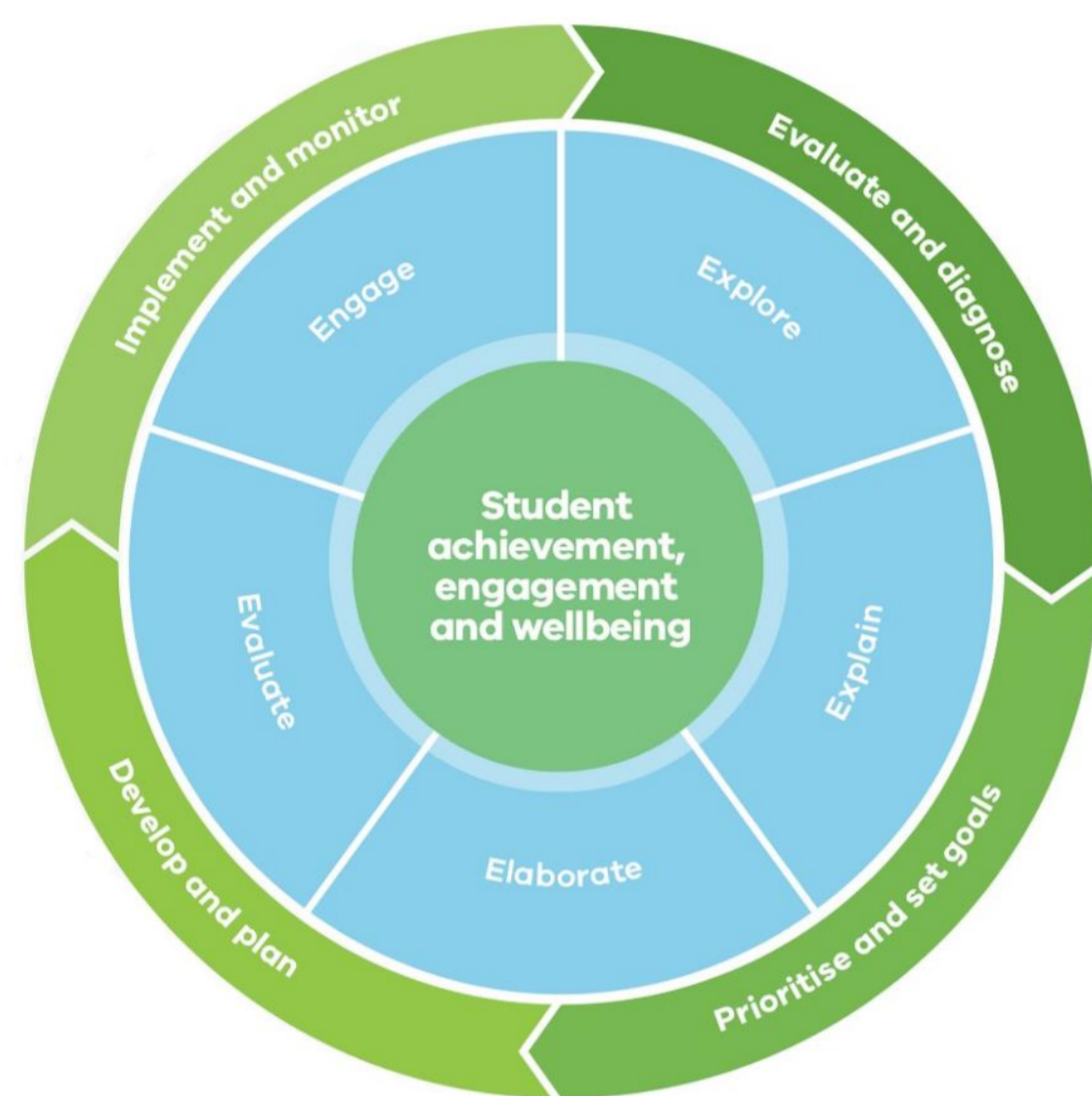 Implement and monitor
Evaluate and diagnose
Engage
Explore
Student
achievement,
engagement
and wellbeing
Evaluate
Explain
Elaborate
Develop and plan
Prioritise and set goals